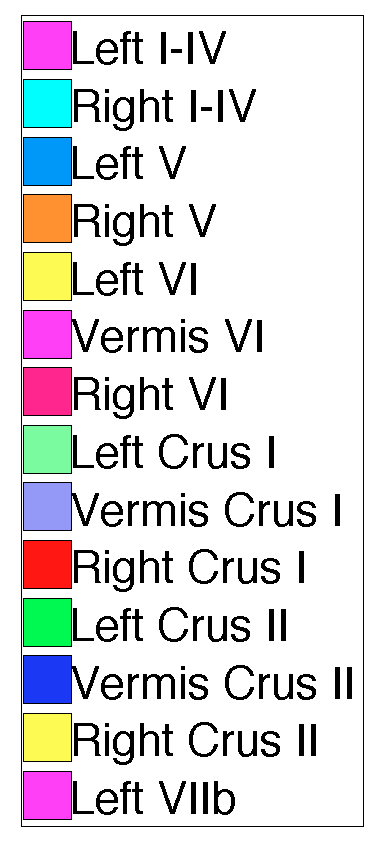 Left I-IV
Right I-IV
Left V
Right V
Left VI
Vermis VI
Right VI
Left Crus I
Vermis Crus I
Right Crus I
Left Crus II
Vermis Crus II
Right Crus II
Left VIIb